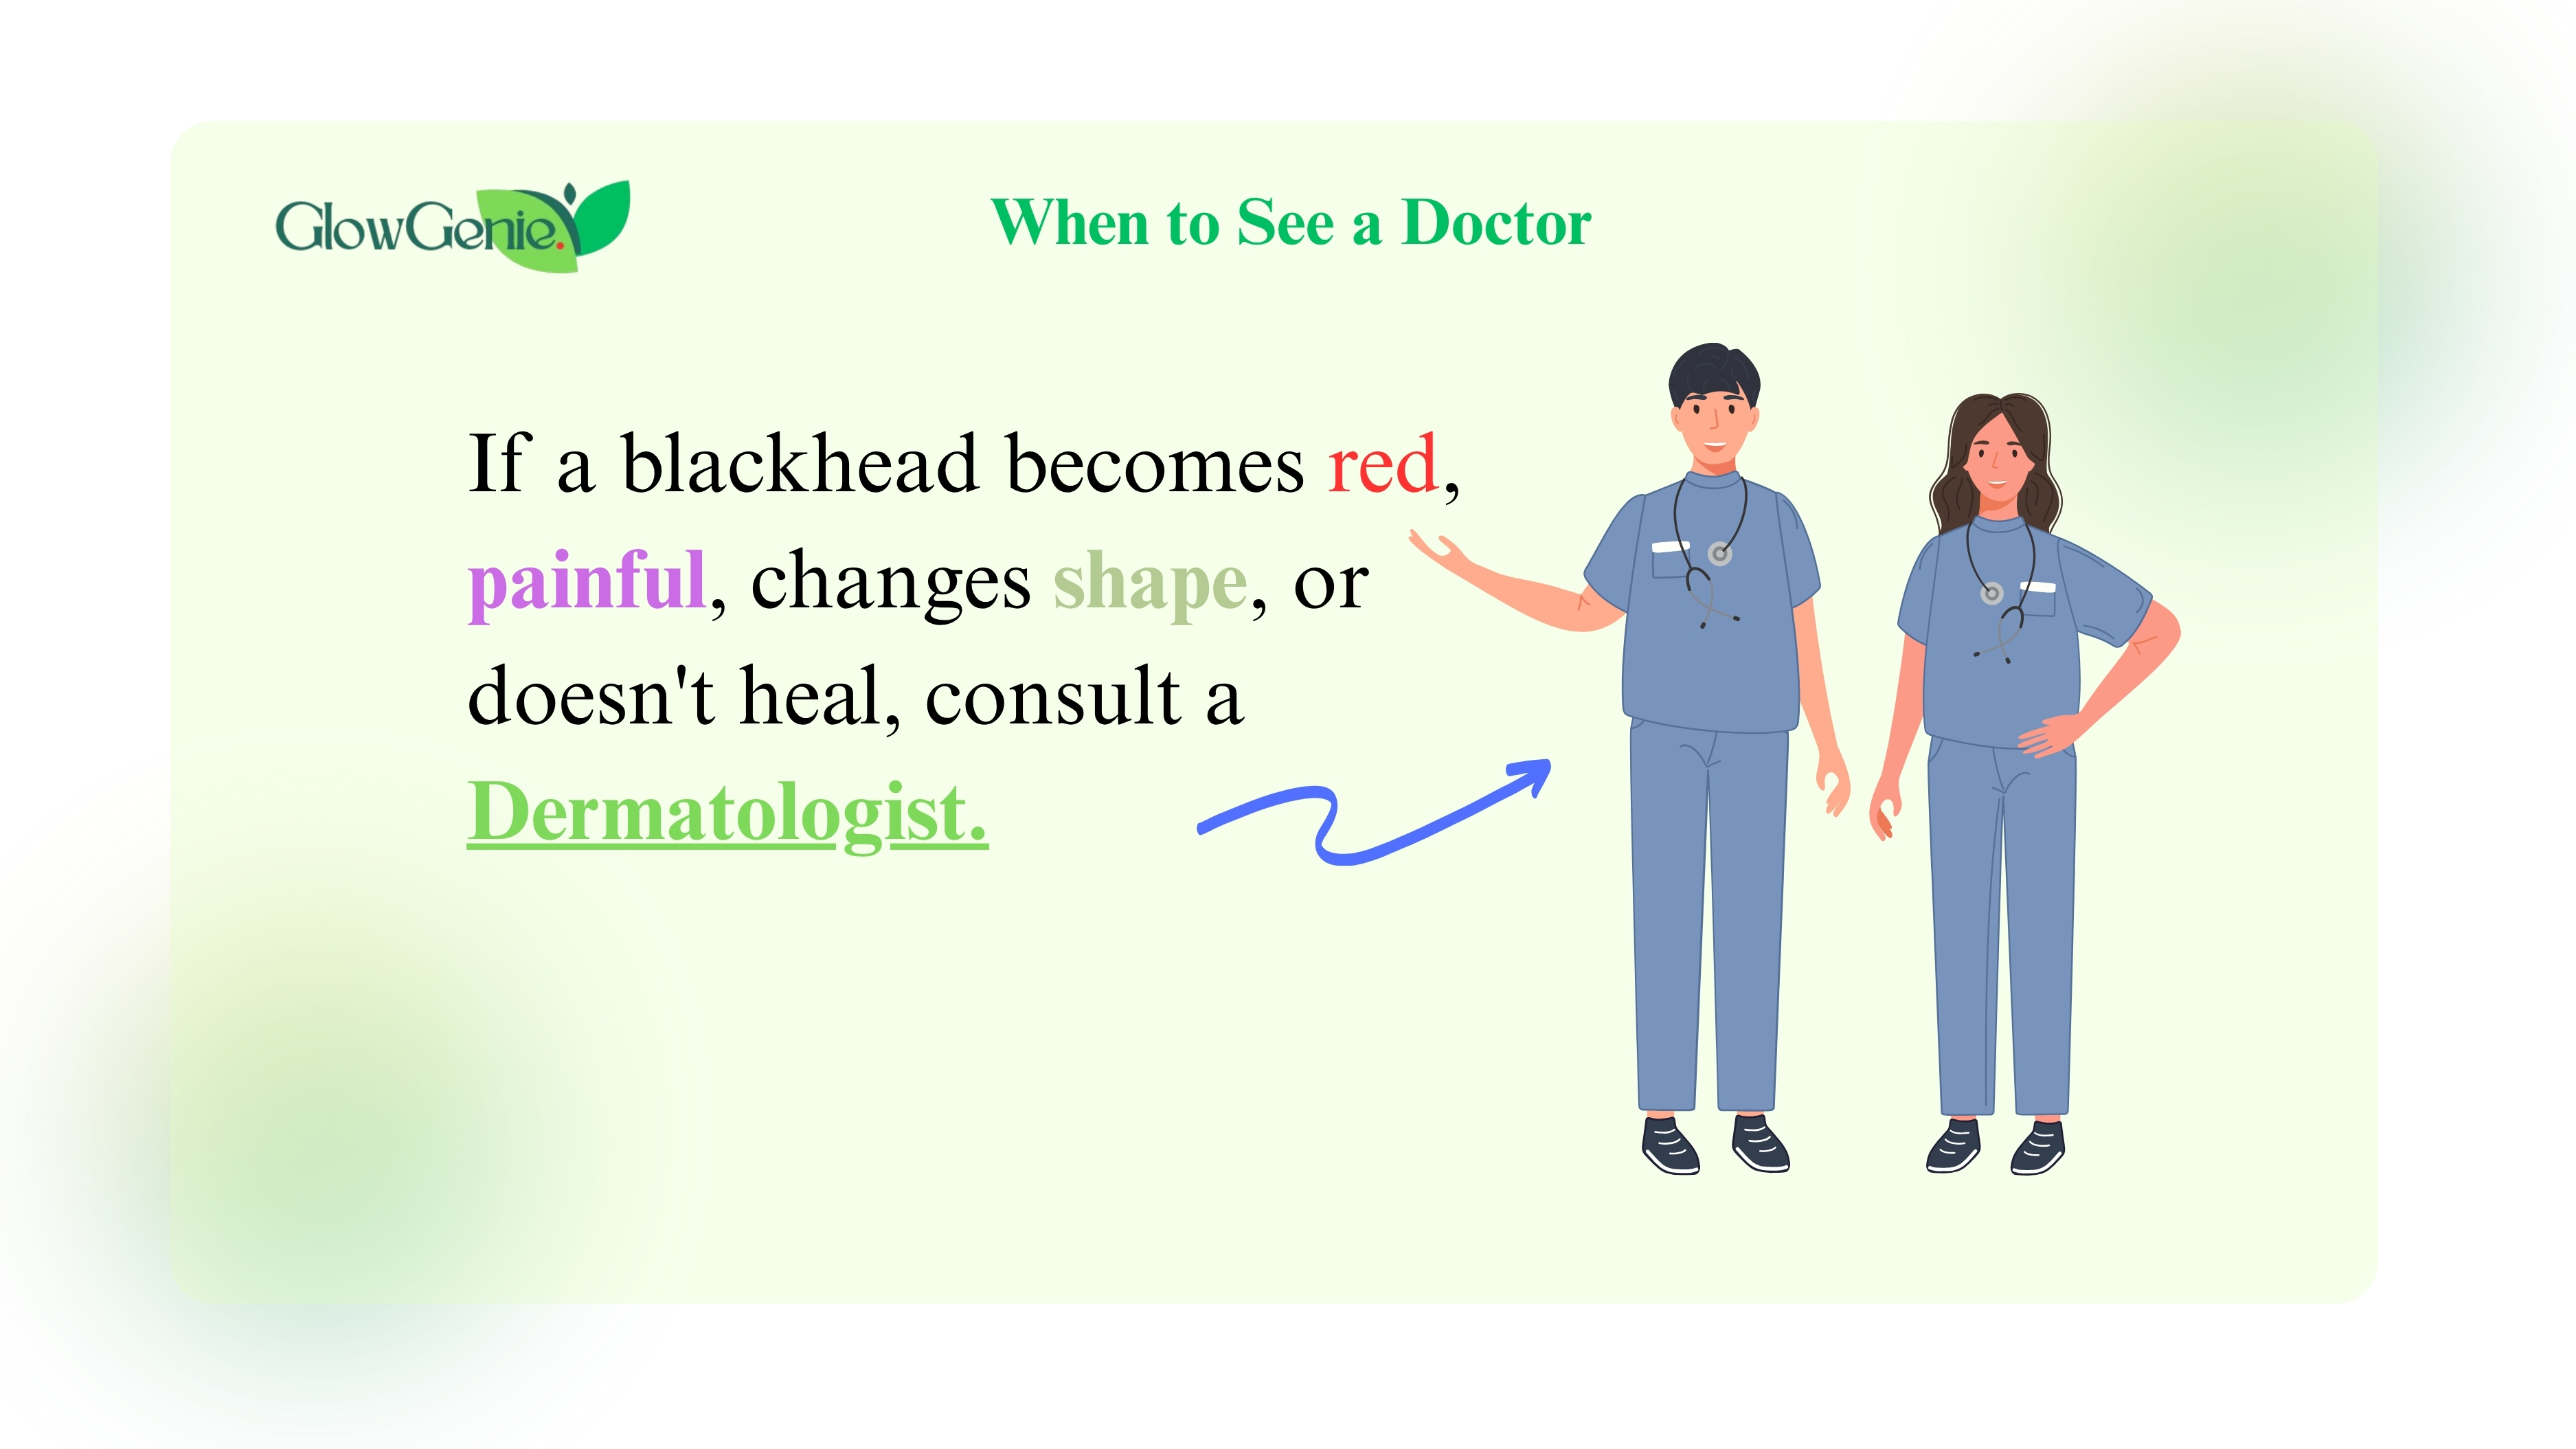 GlowGenie.
When to See a Doctor
If a blackhead becomes red,
painful, changes shape, or
doesn't heal, consult a
Dermatologist.